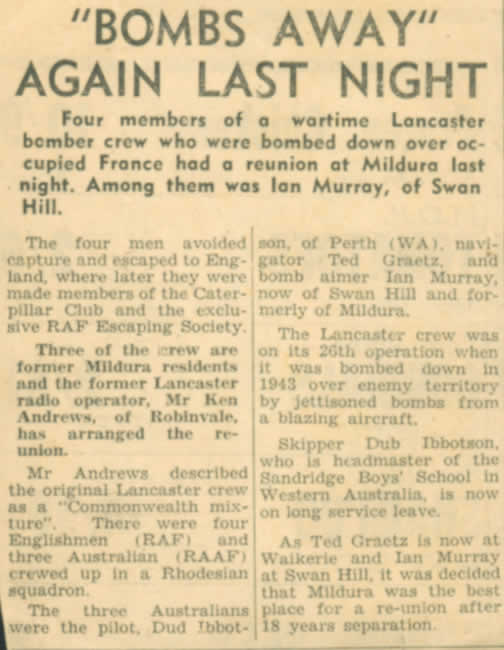 "BOMBS AWAY"
AGAIN LAST NIGHT
Four members of a wartime Lancaster
bomber crew who were bombed down over oc-
cupied France had a reunion at Mildura last
night. Among them was Ian Murray, of Swan
Hill.
The four men avoided
capture and escaped to Eng-
land, where later they were
made members of the Cater-
pillar Club and the exclu-
sive RAF Escaping Society.
Three of the crew are
former Mildura residents
and the former Lancaster
radio operator, Mr Ken
Andrews, of Robinvale,
has arranged the re-
union.
Mr Andrews described
the original Lancaster crew
as a "Commonwealth mix-
ture". There were four
Englishmen (RAF) and
three Australian (RAAF)
crewed up in a Rhodesian
squadron.
The three Australians
were the pilot, Dud Ibbot-
son, of Perth (WA), navi-
gator Ted Graetz, and
bomb aimer Ian Murray,
now of Swan Hill and for-
merly of Mildura.
The Lancaster crew was
on its 26th operation when
it was bombed down in
1943 over enemy territory
by jettisoned bombs from
a blazing aircraft.
Skipper Dub Ibbotson,
who is headmaster of the
Sandridge Boys' School in
Western Australia, is now
on long service leave.
As Ted Graetz is now at
Waikerie and Ian Murray
at Swan Hill, it was decided
that Mildura was the best
place for a re-union after
18 years separation.